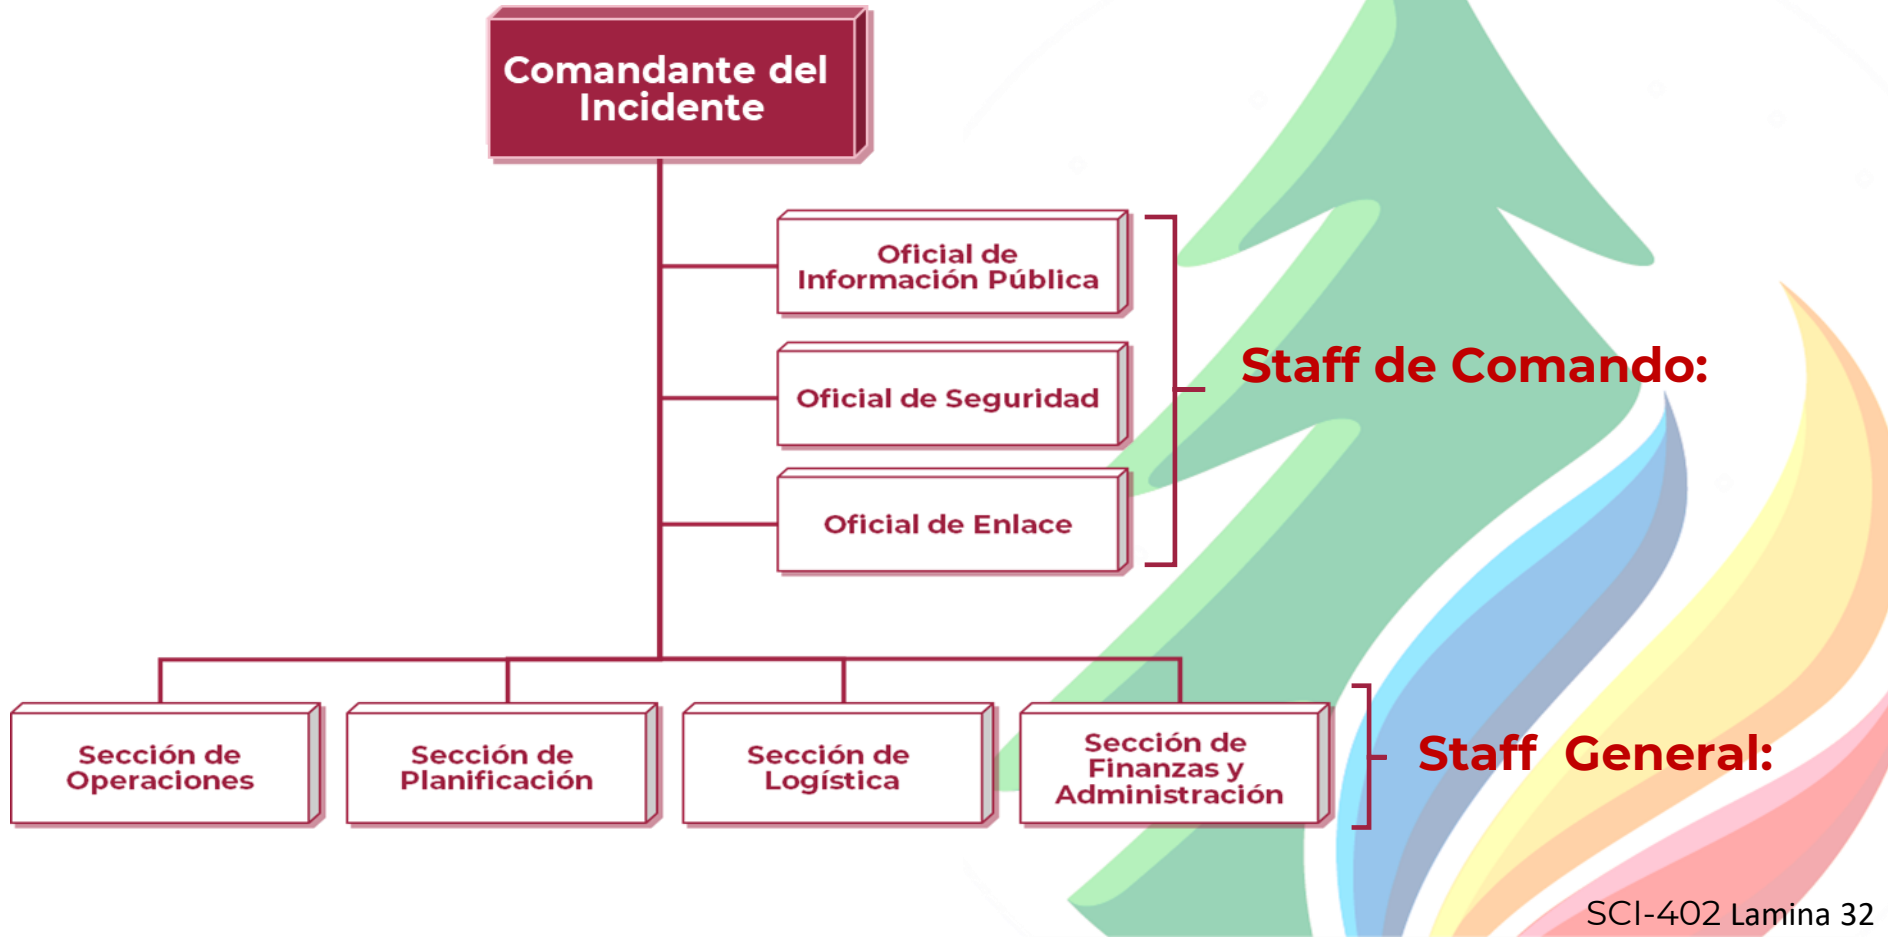 Comandante del
Incidente
Oficial de
Información Pública
Oficial de Seguridad
Staff de Comando:
Oficial de Enlace
Sección de
Operaciones
Sección de
Planificación
Sección de
Logística
Sección de
Finanzas y
Administración
Staff  General:
SCI-402 Lamina 32